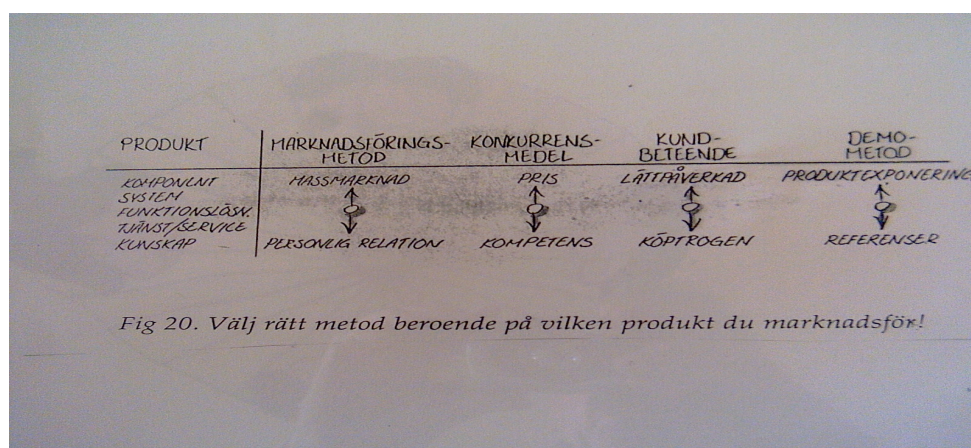 PRODUKT MARKNADSFÖRINGS- KONKURRENS- KUND- DEMO-
METOD MEDEL BETEENDE METOD
KOMPONENT MASSMARKNAD PRIS LÄTTPÅVERKAD PRODUKTEXPONERING
SYSTEM
FUNKTIONSLÖSN.
TJÄNST/SERVICE
KUNSKAP PERSONLIG RELATION KOMPETENS KÖPTROGEN REFERENSER
Fig 20. Välj rätt metod beroende på vilken produkt du marknadsför!